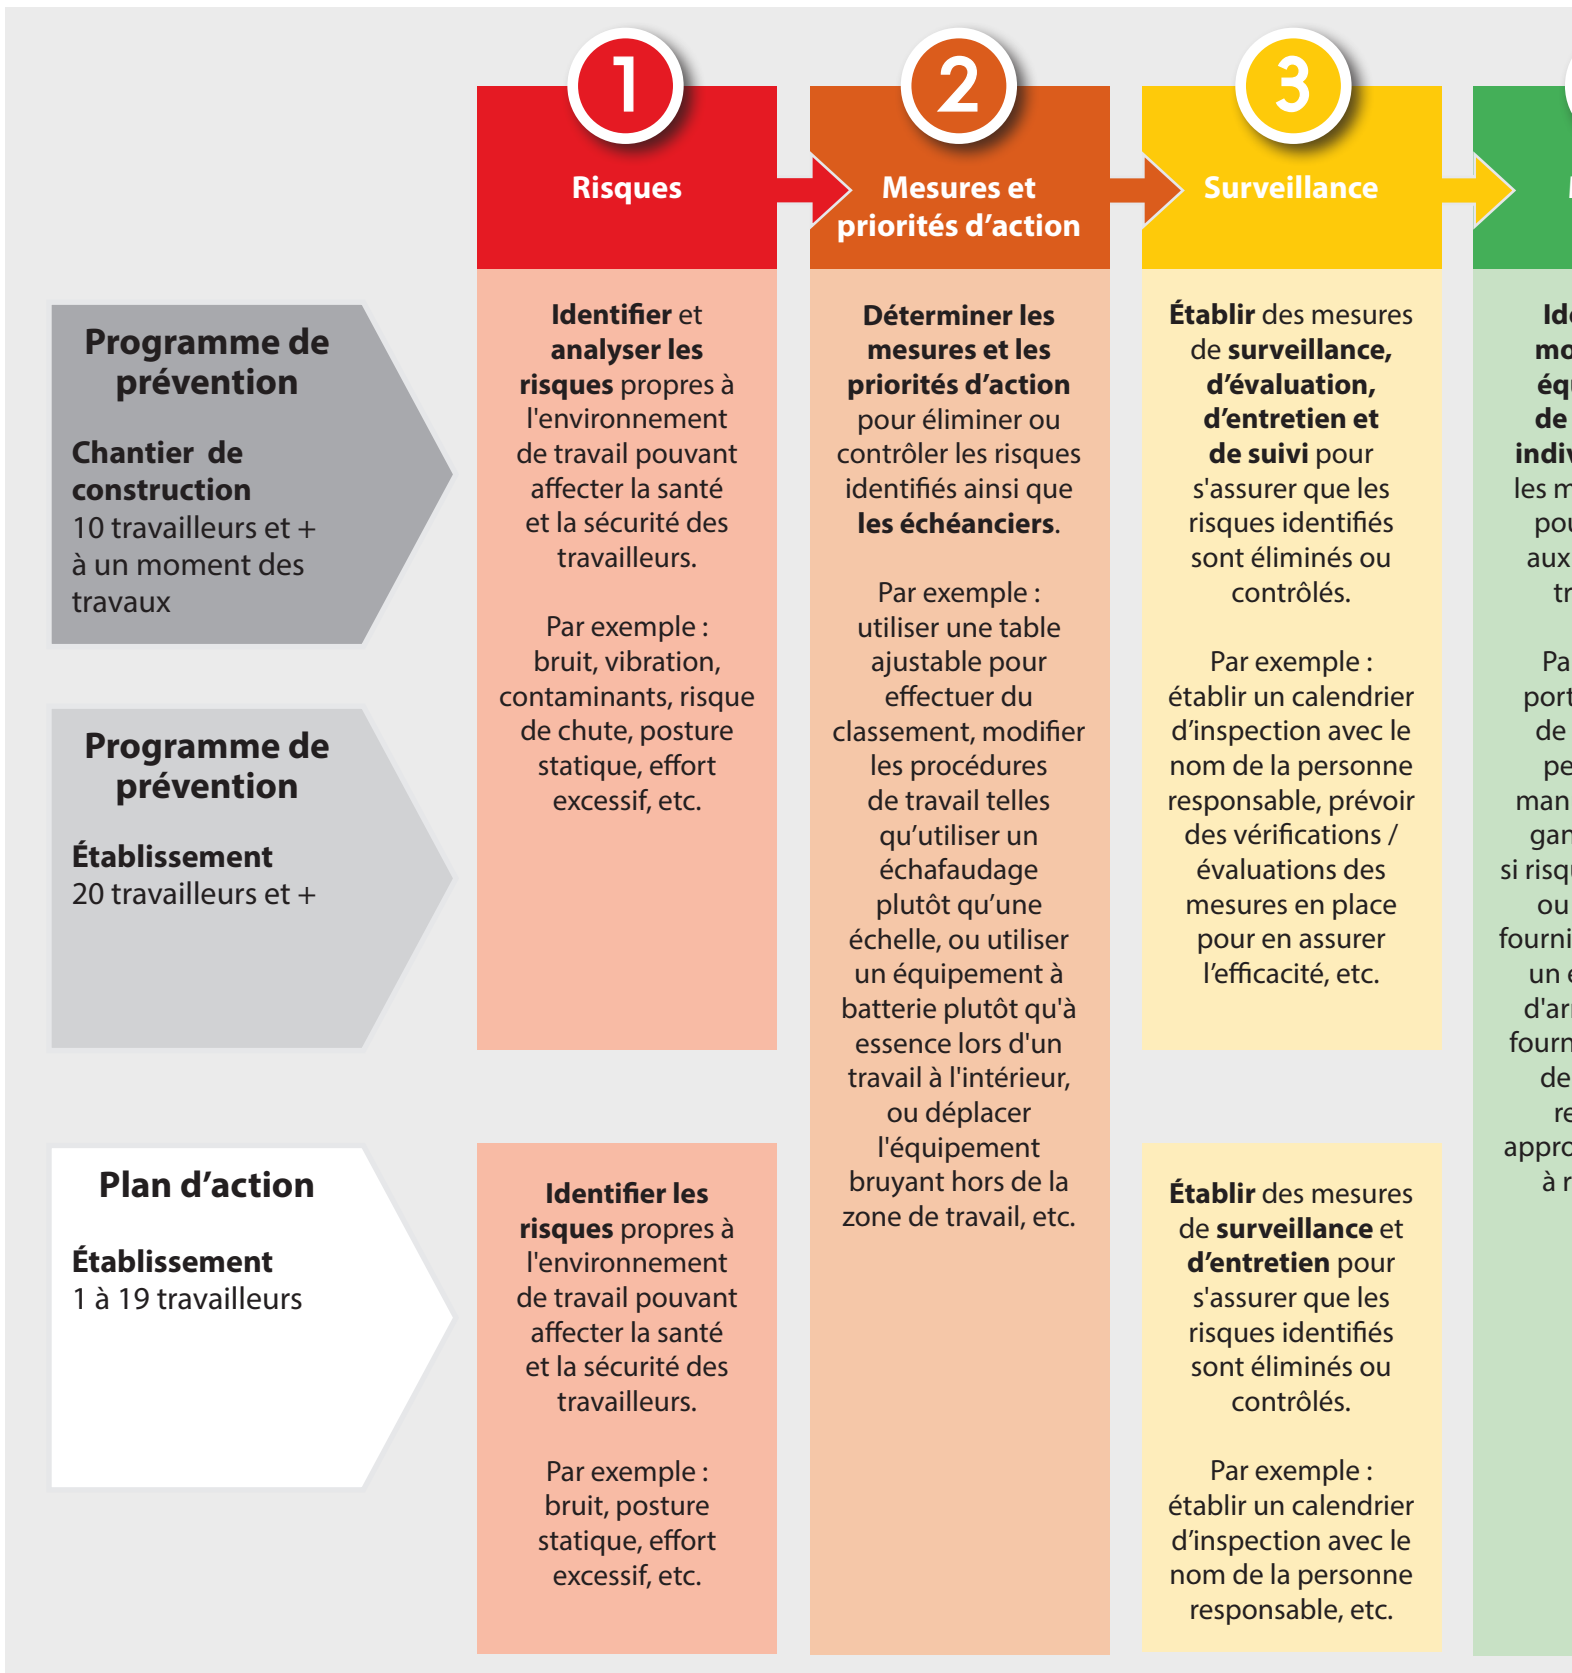 1
Risques
2
Mesures et
priorités d’action
3
Surveillance
Programme de
prévention
Chantier de
construction
10 travailleurs et +
à un moment des
travaux
Programme de
prévention
Établissement
20 travailleurs et +
Plan d’action
Établissement
1 à 19 travailleurs
Identifier et
analyser les
risques propres à
l'environnement
de travail pouvant
affecter la santé
et la sécurité des
travailleurs.
Par exemple :
bruit, vibration,
contaminants, risque
de chute, posture
statique, effort
excessif, etc.
Identifier les
risques propres à
l'environnement
de travail pouvant
affecter la santé
et la sécurité des
travailleurs.
Par exemple :
bruit, posture
statique, effort
excessif, etc.
Déterminer les
mesures et les
priorités d’action
pour éliminer ou
contrôler les risques
identifiés ainsi que
les échéanciers.
Par exemple :
utiliser une table
ajustable pour
effectuer du
classement, modifier
les procédures
de travail telles
qu’utiliser un
échafaudage
plutôt qu’une
échelle, ou utiliser
un équipement à
batterie plutôt qu'à
essence lors d'un
travail à l'intérieur,
ou déplacer
l'équipement
bruyant hors de la
zone de travail, etc.
Établir des mesures
de surveillance,
d’évaluation,
d’entretien et
de suivi pour
s'assurer que les
risques identifiés
sont éliminés ou
contrôlés.
Par exemple :
établir un calendrier
d’inspection avec le
nom de la personne
responsable, prévoir
des vérifications /
évaluations des
mesures en place
pour en assurer
l’efficacité, etc.
Établir des mesures
de surveillance et
d’entretien pour
s'assurer que les
risques identifiés
sont éliminés ou
contrôlés.
Par exemple :
établir un calendrier
d’inspection avec le
nom de la personne
responsable, etc.
de
les
aux
de
si
ou
un
à